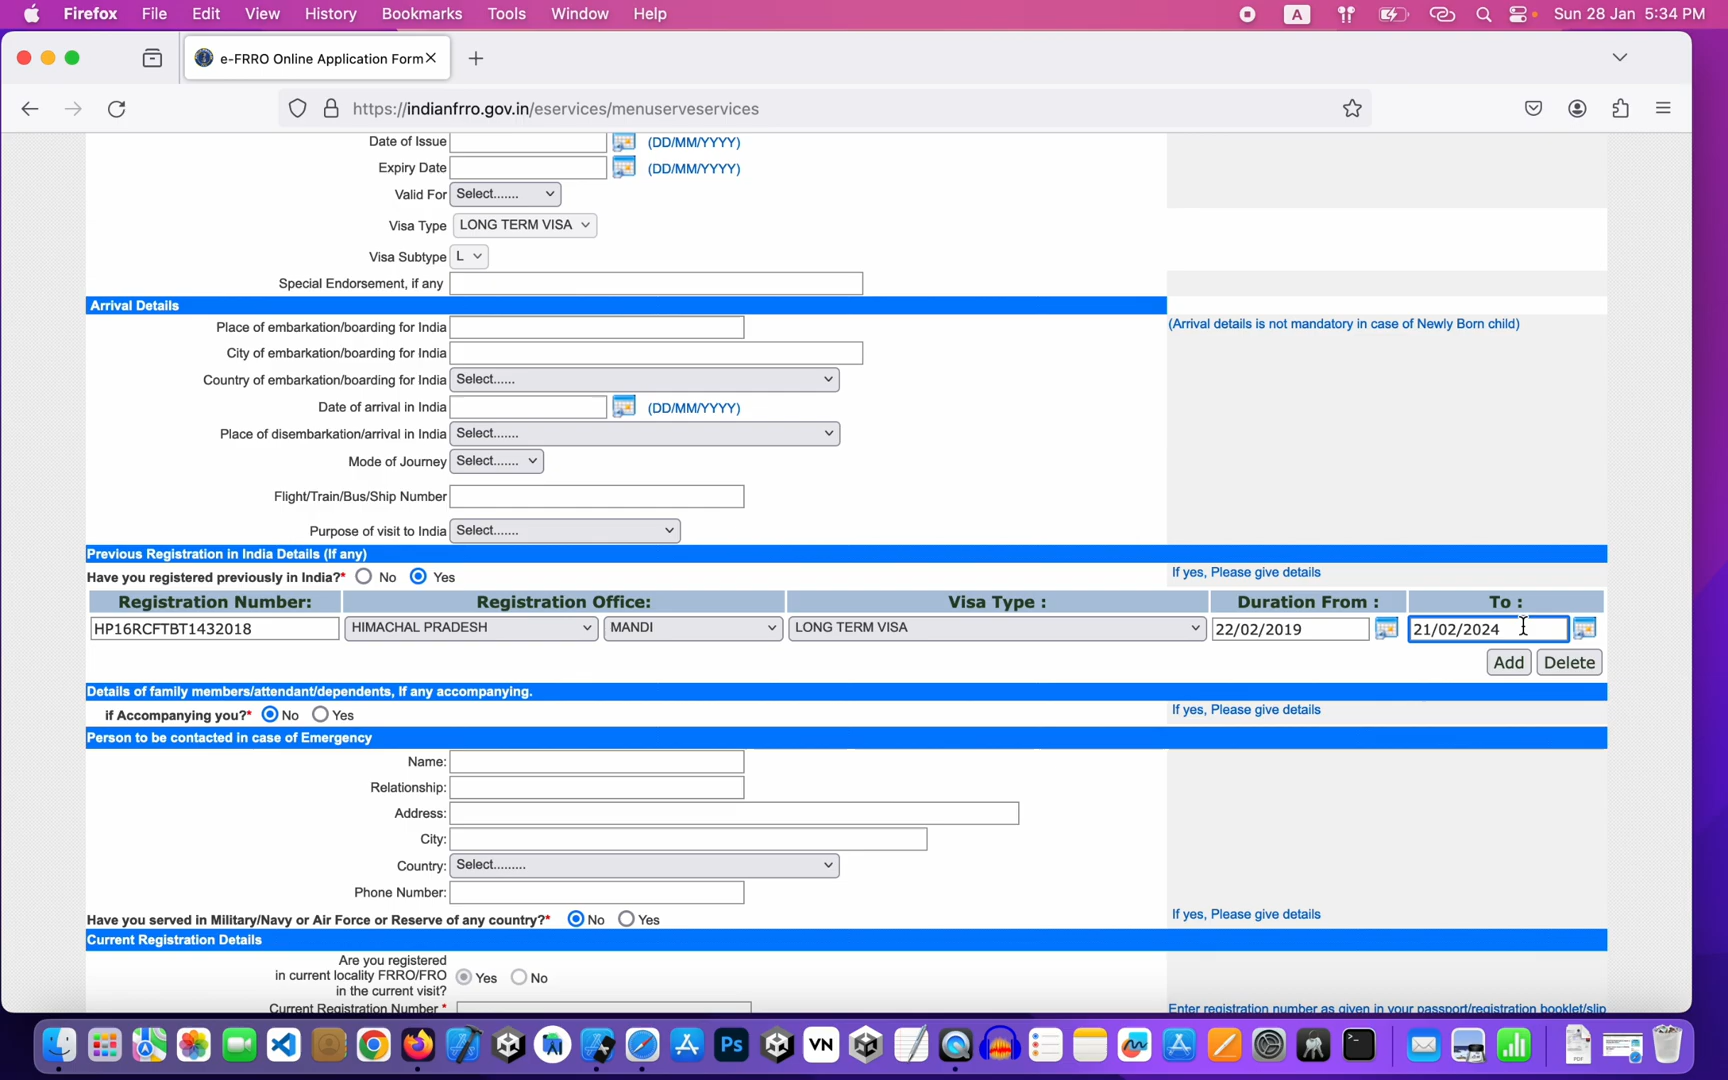 Firefox File Edit View History Bookmarks Tools Window Help A Sun 28 Jan 5:34 PM
e-FRRO Online Application Form
https://indianfrro.gov.in/eservices/menuserveservices
Date of Issue (DD/MM/YYYY)
Expiry Date (DD/MM/YYYY)
Valid For Select.......
Visa Type LONG TERM VISA
Visa Subtype L
Special Endorsement, if any
Arrival Details
Place of embarkation/boarding for India (Arrival details is not mandatory in case of Newly Born child)
City of embarkation/boarding for India
Country of embarkation/boarding for India Select......
Date of arrival in India (DD/MM/YYYY)
Place of disembarkation/arrival in India Select.......
Mode of Journey Select.......
Flight/Train/Bus/Ship Number
Purpose of visit to India Select.......
Previous Registration in India Details (If any)
Have you registered previously in India?* No Yes If yes, Please give details
Registration Number: Registration Office: Visa Type : Duration From : To :
HP16RCFTBT1432018 HIMACHAL PRADESH MANDI LONG TERM VISA 22/02/2019 21/02/2024
Add Delete
Details of family members/attendant/dependents, If any accompanying.
if Accompanying you?* No Yes If yes, Please give details
Person to be contacted in case of Emergency
Name:
Relationship:
Address:
City:
Country: Select.........
Phone Number:
Have you served in Military/Navy or Air Force or Reserve of any country?* No Yes If yes, Please give details
Current Registration Details
Are you registered
in current locality FRRO/FRO Yes No
in the current visit?
Current Registration Number * Enter registration number as given in your passport/registration booklet/slip
Ps VN
PDF